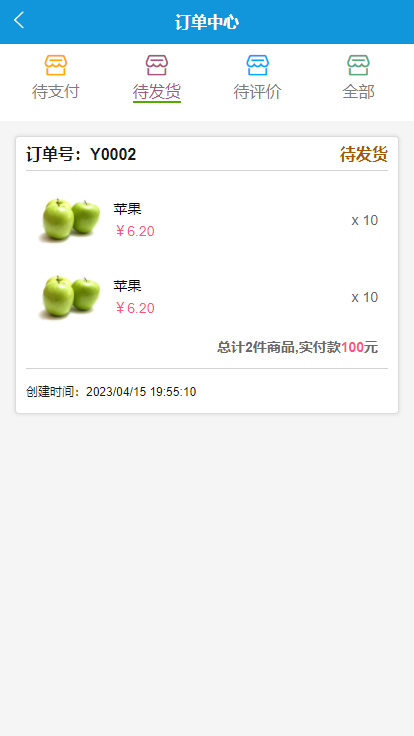 订单中心
待支付 待发货 待评价 全部
订单号：Y0002 待发货
苹果
￥6.20 x 10
苹果
￥6.20 x 10
总计2件商品,实付款100元
创建时间：2023/04/15 19:55:10